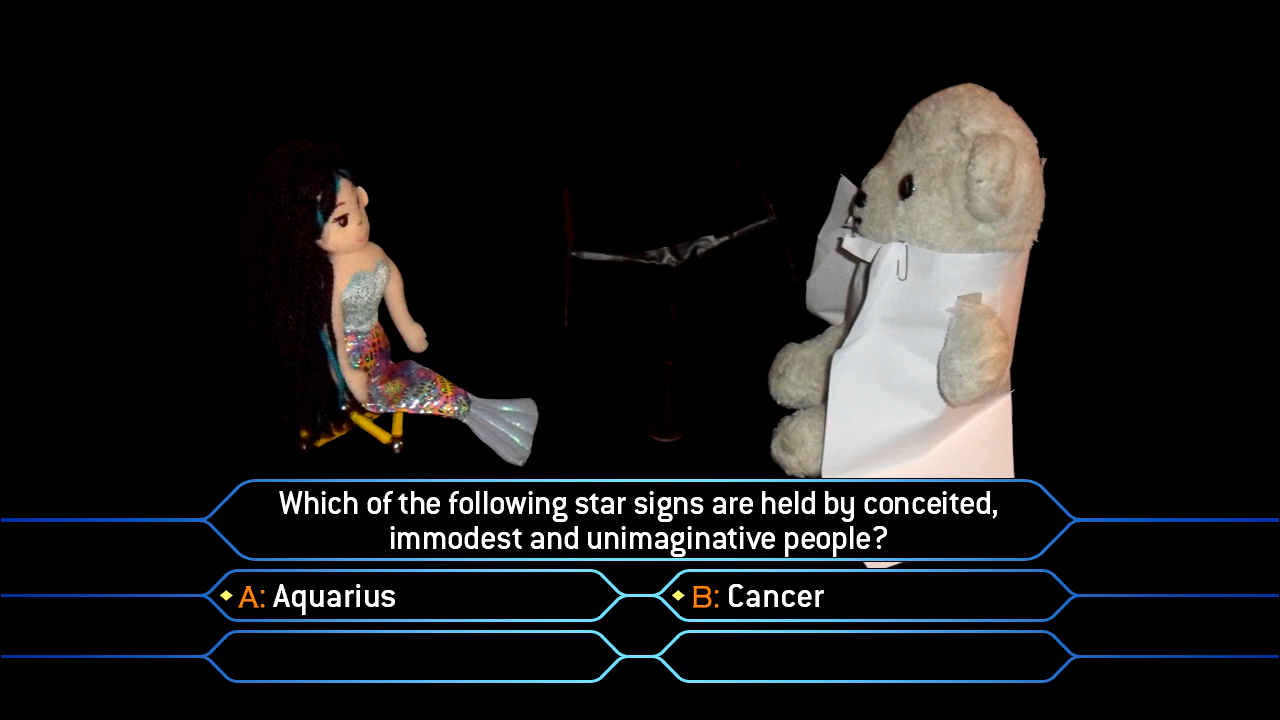 Which of the following star signs are held by conceited,
immodest and unimaginative people?
A: Aquarius
B: Cancer